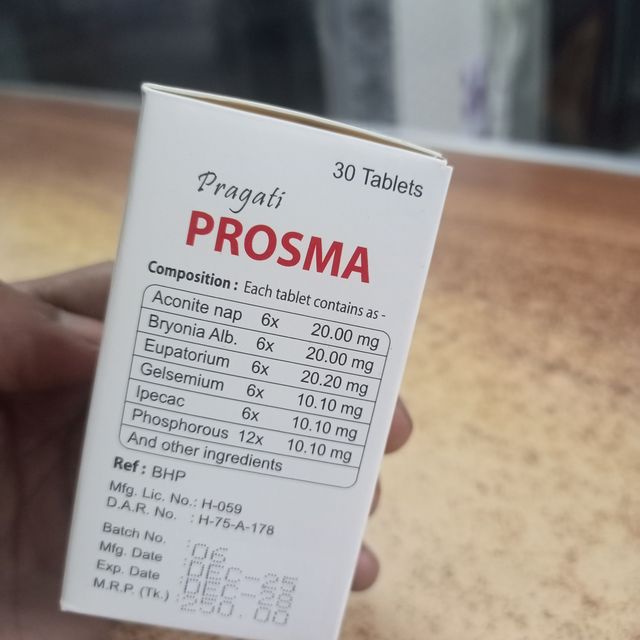 30 Tablets
Pragati
PROSMA
Composition : Each tablet contains as -
Aconite nap 6x 20.00 mg
Bryonia Alb. 6x 20.00 mg
Eupatorium 6x 20.20 mg
Gelsemium 6x 10.10 mg
Ipecac 6x 10.10 mg
Phosphorous 12x 10.10 mg
And other ingredients
Ref : BHP
Mfg. Lic. No.: H-059
D.A.R. No. : H-75-A-178
Batch No. : 06
Mfg. Date : DEC-25
Exp. Date : DEC-
M.R.P. (Tk.) : 250.00